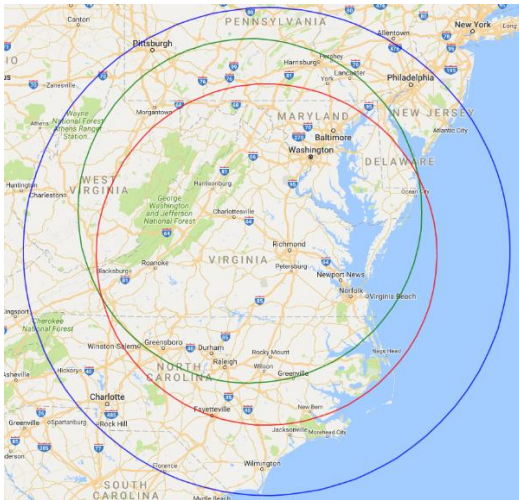 PENNSYLVANIA
New York
Canton
Long
Allentown
Pittsburgh
Hershey
Harrisburg
Lancaster
York
Zanesville
Philadelphia
Morgantown
NEW JERSEY
MARYLAND
Wayne
National Forest
Athens Ranger
Station
Athens
Baltimore
Atlantic City
Washington
DELAWARE
WEST
VIRGINIA
Harrisonburg
Ocean City
Huntington
Charleston
George
Washington
and Jefferson
National Forest
Charlottesville
Richmond
VIRGINIA
Roanoke
Blacksburg
Petersburg
Newport News
Norfolk
Virginia Beach
Kingsport
Cherokee
National Forest
Winston-Salem
Greensboro
Durham
Rocky Mount
Nags Head
Raleigh
Wilson
NORTH
CAROLINA
Greenville
Asheville
Hickory
Charlotte
Fayetteville
New Bern
Greenville
Spartanburg
Rock Hill
Jacksonville
Morehead City
Anderson
Florence
Wilmington
SOUTH
CAROLINA
Myrtle Beach